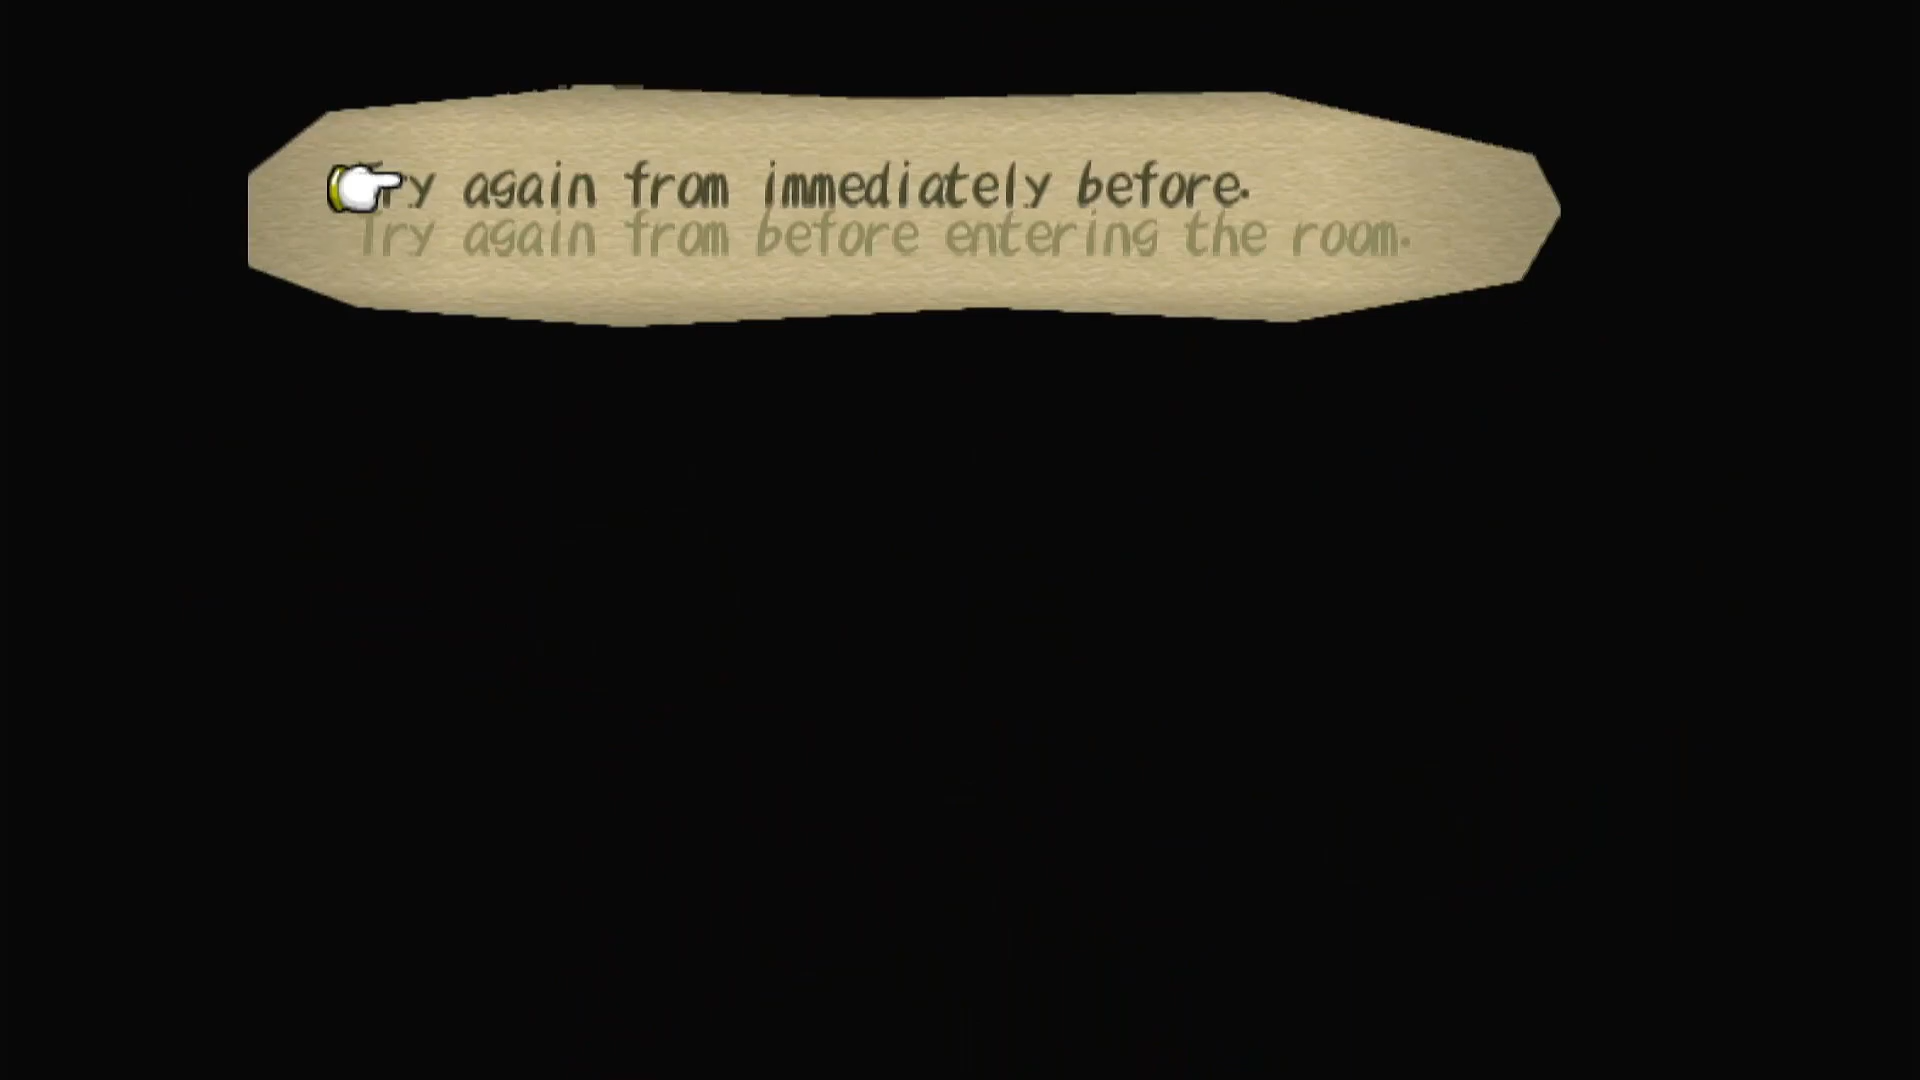 Try again from immediately before.
Try again from before entering the room.